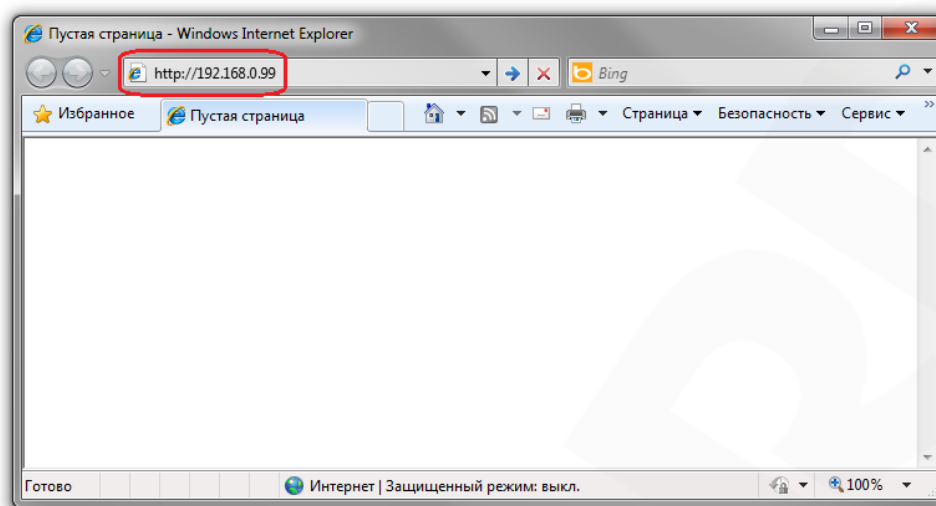 Пустая страница - Windows Internet Explorer
http://192.168.0.99
Bing
Избранное
Пустая страница
Страница
Безопасность
Сервис
Готово
Интернет | Защищенный режим: выкл.
100%